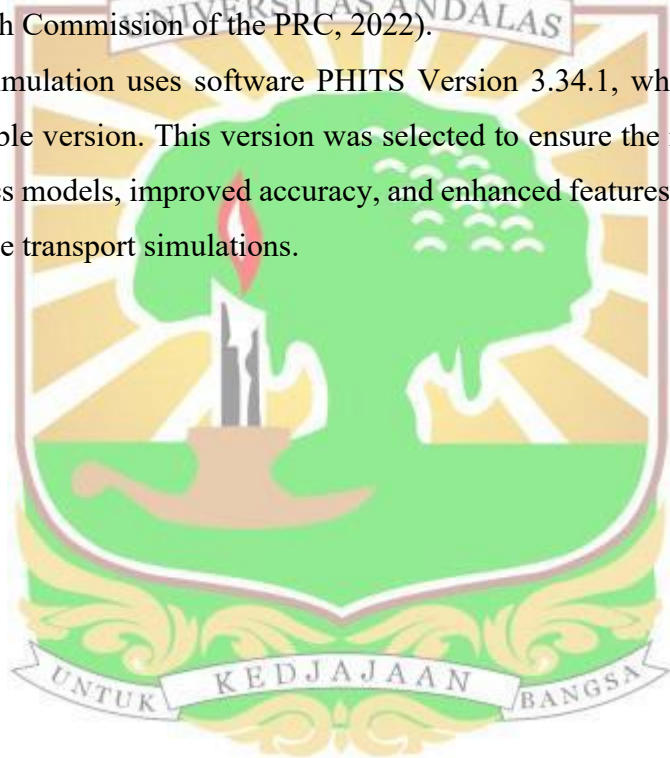 UNIVERSITAS ANDALAS
h Commission of the PRC, 2022).
mulation uses software PHITS Version 3.34.1, wh
ble version. This version was selected to ensure the
s models, improved accuracy, and enhanced features
e transport simulations.
UNTUK KEDJAJAAN BANGSA